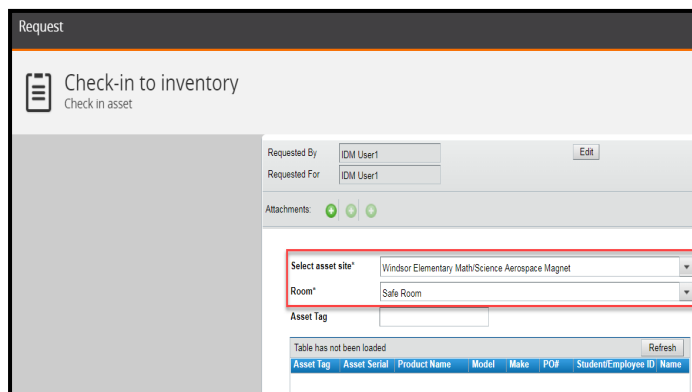 Request
Check-in to inventory
Check in asset
Requested By IDM User1 Edit
Requested For IDM User1
Attachments:
Select asset site* Windsor Elementary Math/Science Aerospace Magnet
Room* Safe Room
Asset Tag
Table has not been loaded Refresh
Asset Tag Asset Serial Product Name Model Make PO# Student/Employee ID Name